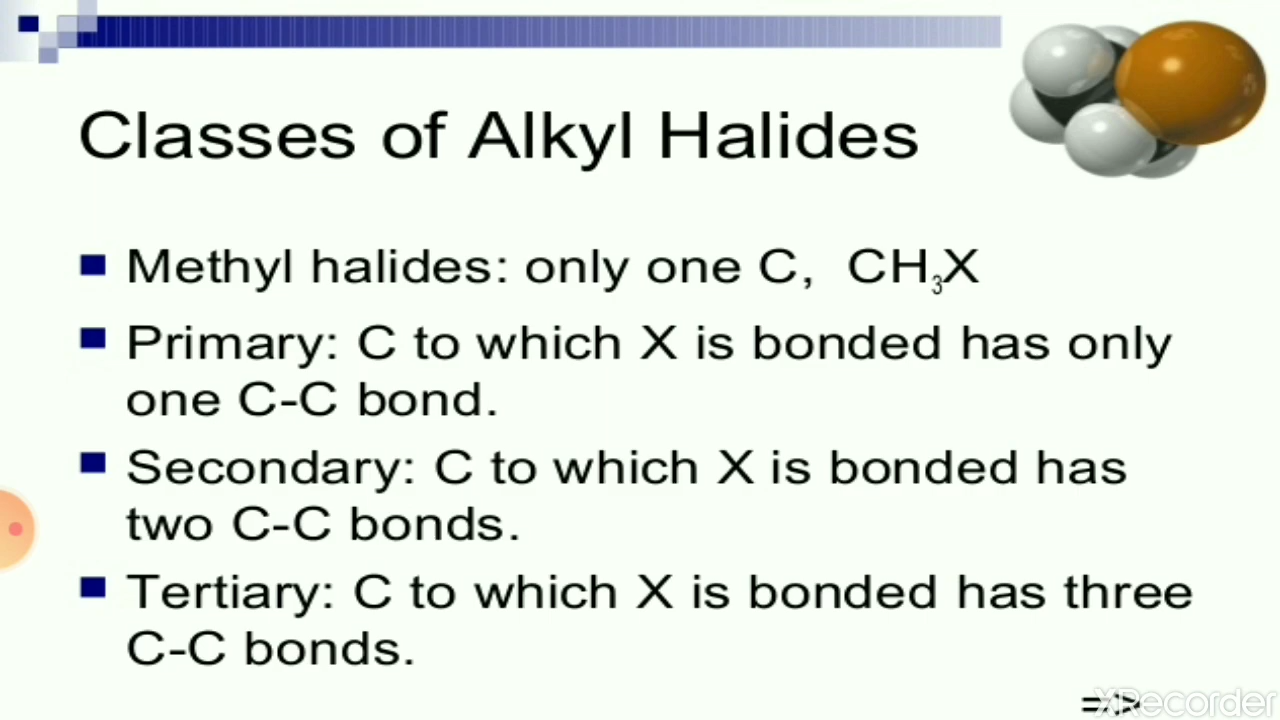 Classes of Alkyl Halides
Methyl halides: only one C, CH₃X
Primary: C to which X is bonded has only
one C-C bond.
Secondary: C to which X is bonded has
two C-C bonds.
Tertiary: C to which X is bonded has three
C-C bonds.
=>
XRecorder